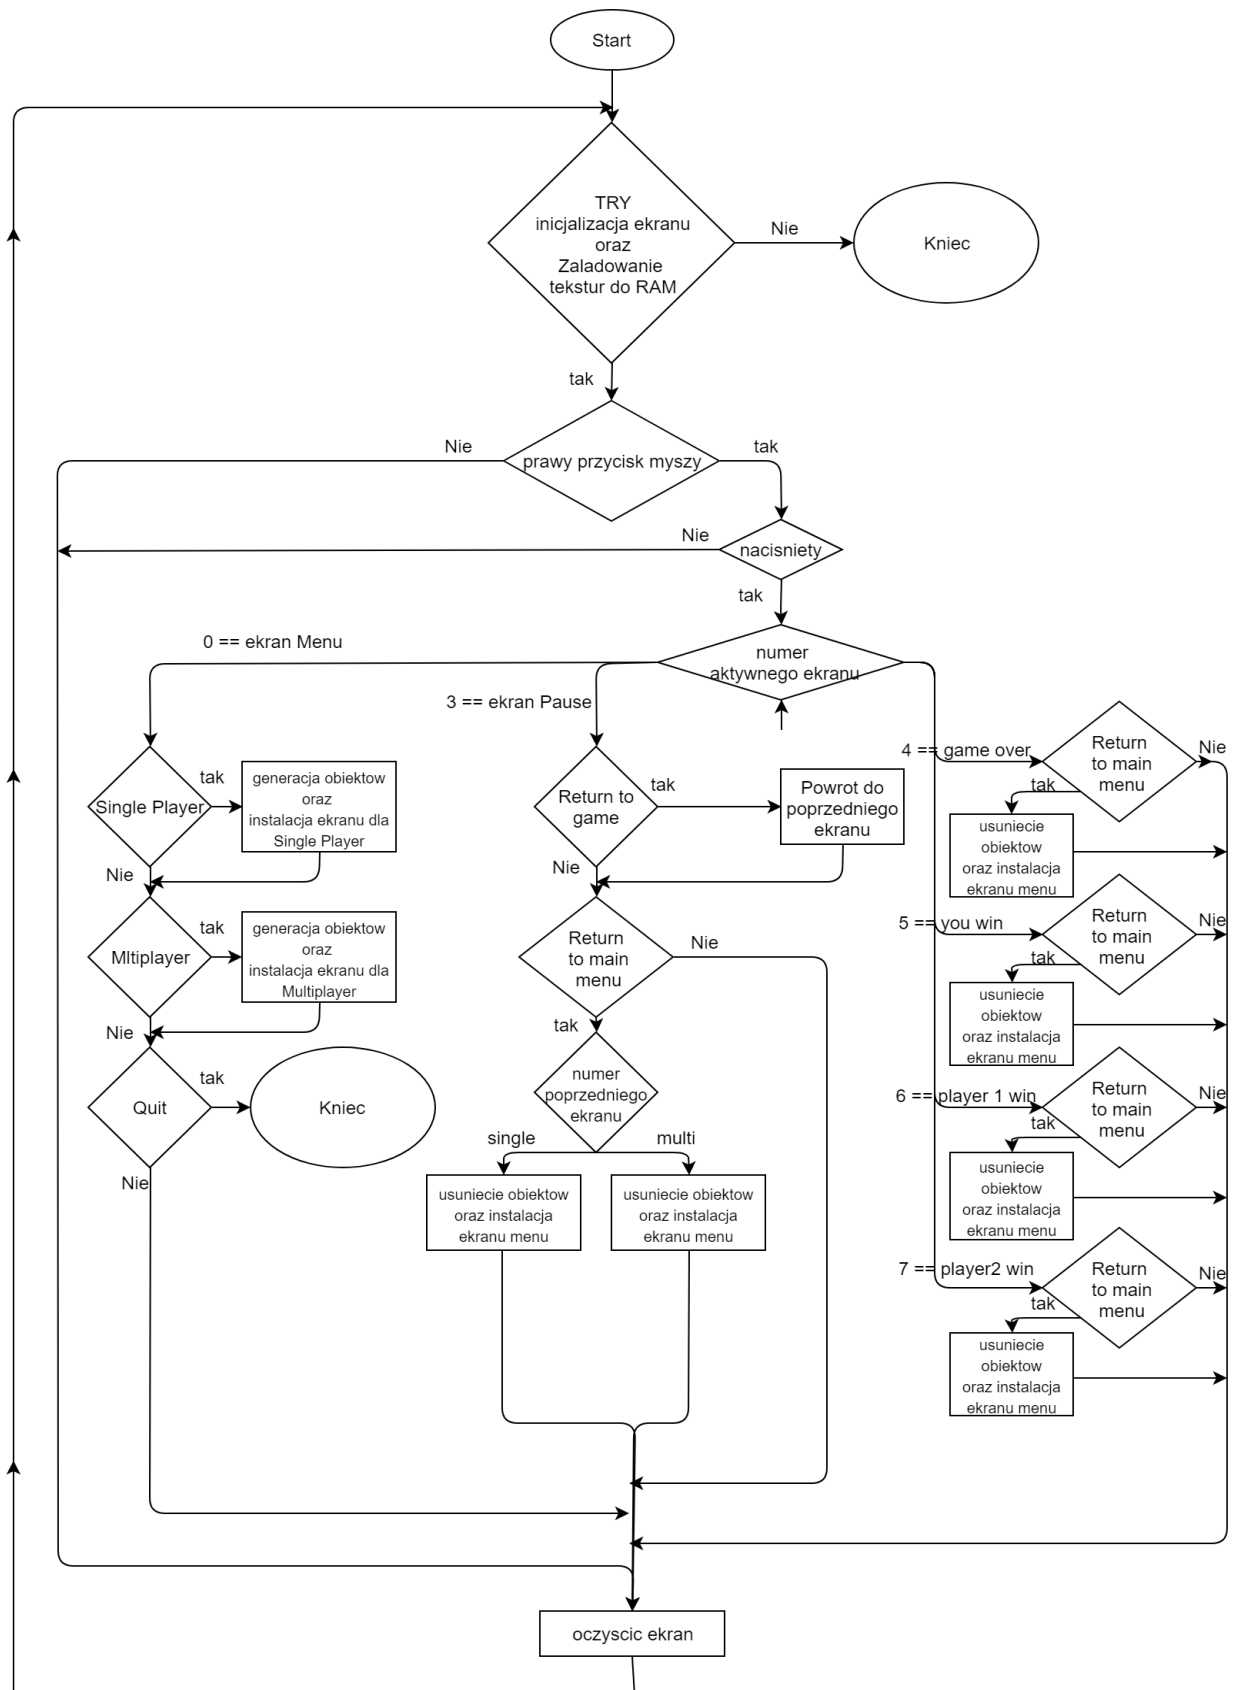 Start
TRY
inicjalizacja ekranu
oraz
Zaladowanie
tekstur do RAM
Nie
Kniec
tak
prawy przycisk myszy
Nie
tak
nacisniety
Nie
tak
numer
aktywnego ekranu
0 == ekran Menu
3 == ekran Pause
Single Player
tak
generacja obiektow
oraz
instalacja ekranu dla
Single Player
Nie
Mltiplayer
tak
generacja obiektow
oraz
instalacja ekranu dla
Multiplayer
Nie
Quit
tak
Kniec
Nie
Return to
game
tak
Powrot do
poprzedniego
ekranu
Nie
Return
to main
menu
Nie
tak
numer
poprzedniego
ekranu
single
multi
usuniecie obiektow
oraz instalacja
ekranu menu
usuniecie obiektow
oraz instalacja
ekranu menu
4 == game over
Return
to main
menu
Nie
tak
usuniecie
obiektow
oraz instalacja
ekranu menu
5 == you win
Return
to main
menu
Nie
tak
usuniecie
obiektow
oraz instalacja
ekranu menu
6 == player 1 win
Return
to main
menu
Nie
tak
usuniecie
obiektow
oraz instalacja
ekranu menu
7 == player2 win
Return
to main
menu
Nie
tak
usuniecie
obiektow
oraz instalacja
ekranu menu
oczyscic ekran